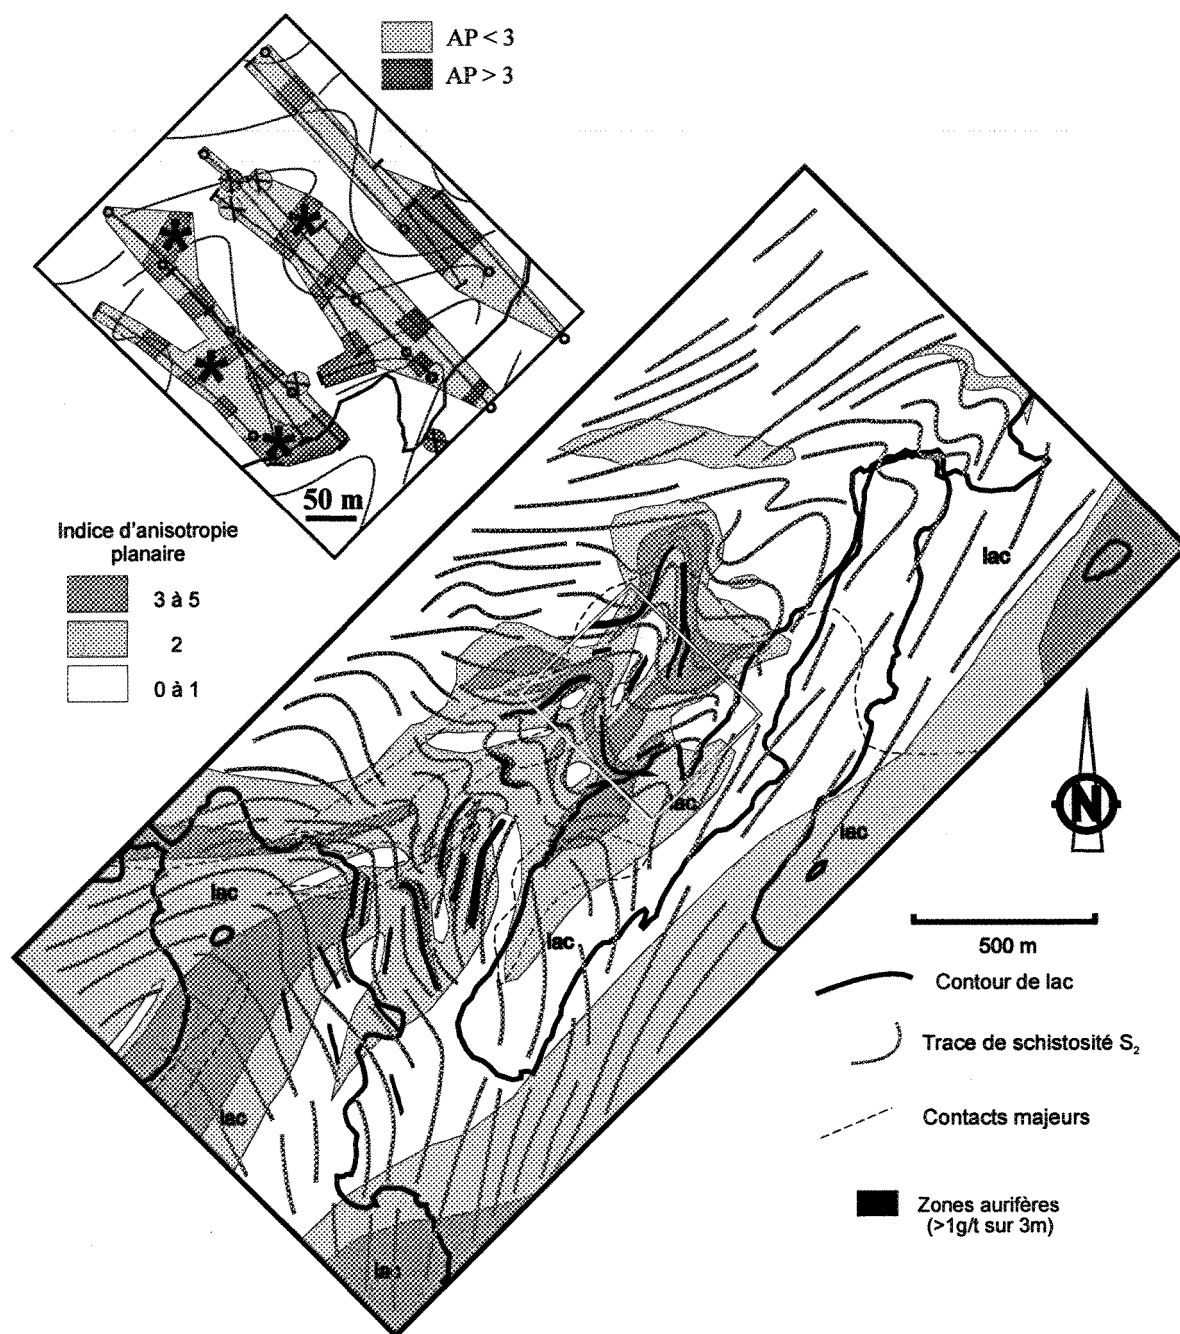 AP < 3
AP > 3
50 m
Indice d'anisotropie
planaire
3 à 5
2
0 à 1
lac
lac
lac
lac
lac
lac
lac
N
500 m
Contour de lac
Trace de schistosité S₂
Contacts majeurs
Zones aurifères
(>1g/t sur 3m)